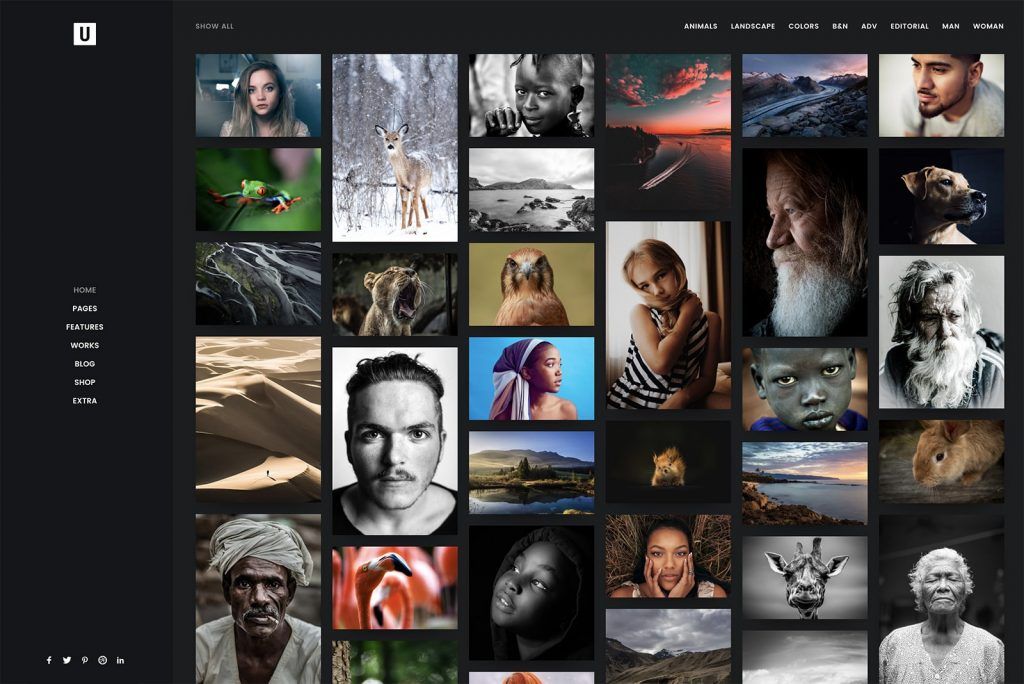 U
SHOW ALL
ANIMALS LANDSCAPE COLORS B&N ADV EDITORIAL MAN WOMAN
HOME
PAGES
FEATURES
WORKS
BLOG
SHOP
EXTRA